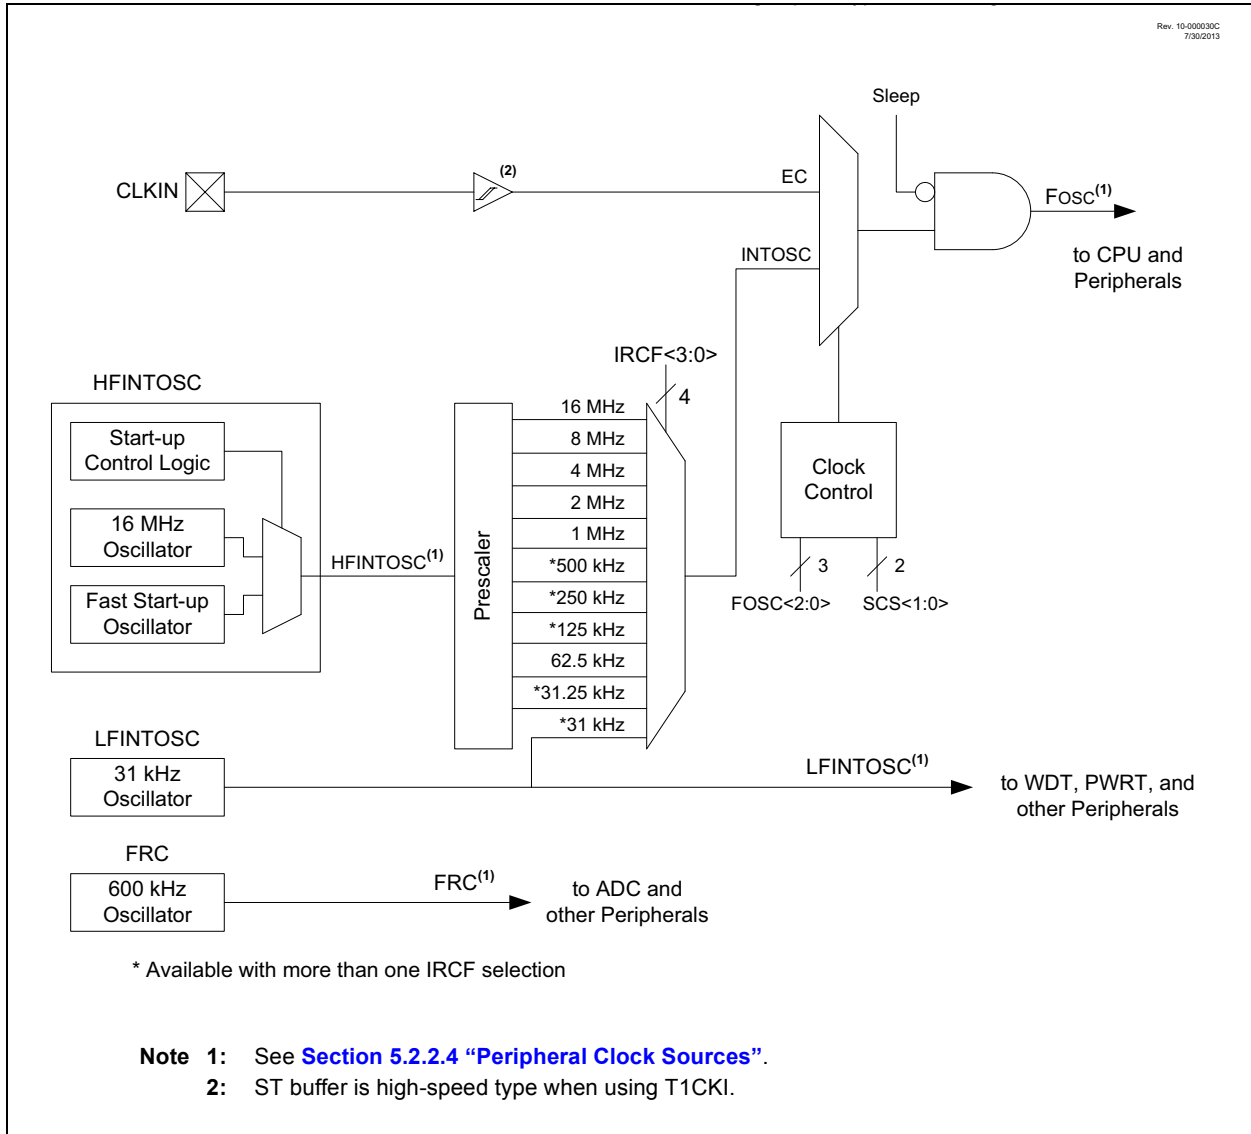 Rev. 10-000030C
7/30/2013
Sleep
CLKIN
(2)
EC
FOSC(1)
to CPU and
Peripherals
INTOSC
IRCF<3:0>
4
HFINTOSC
Start-up
Control Logic
16 MHz
Oscillator
Fast Start-up
Oscillator
HFINTOSC(1)
Prescaler
16 MHz
8 MHz
4 MHz
2 MHz
1 MHz
*500 kHz
*250 kHz
*125 kHz
62.5 kHz
*31.25 kHz
*31 kHz
Clock
Control
3
2
FOSC<2:0>
SCS<1:0>
LFINTOSC
31 kHz
Oscillator
LFINTOSC(1)
to WDT, PWRT, and
other Peripherals
FRC
600 kHz
Oscillator
FRC(1)
to ADC and
other Peripherals
* Available with more than one IRCF selection
Note 1: See Section 5.2.2.4 “Peripheral Clock Sources”.
2: ST buffer is high-speed type when using T1CKI.